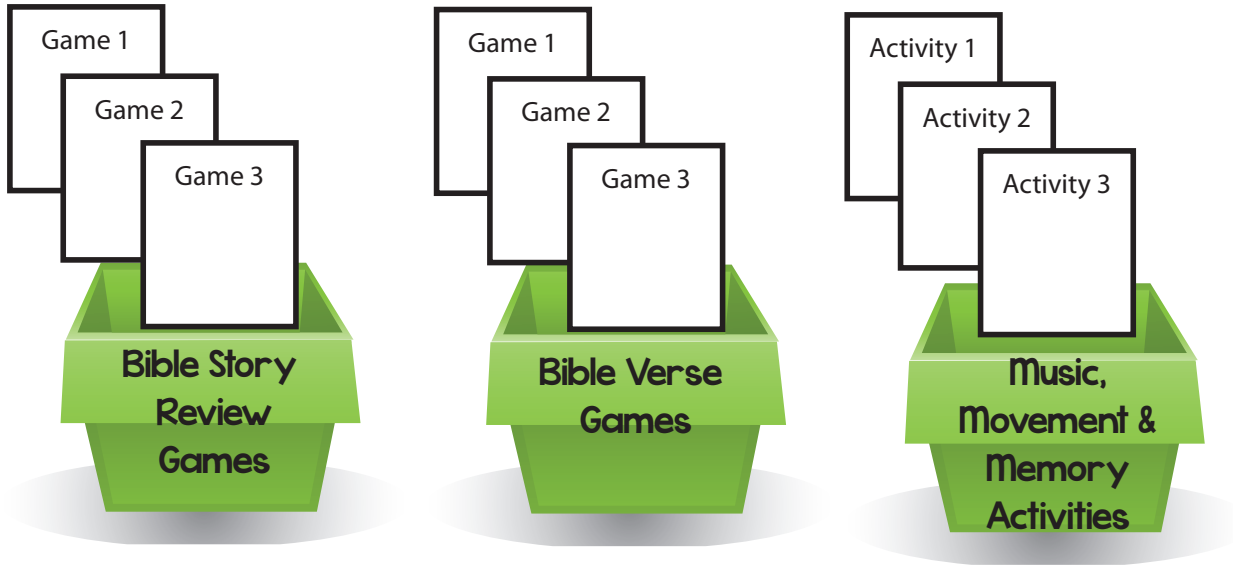 Game 1
Game 2
Game 3
Bible Story
Review
Games
Game 1
Game 2
Game 3
Bible Verse
Games
Activity 1
Activity 2
Activity 3
Music,
Movement &
Memory
Activities